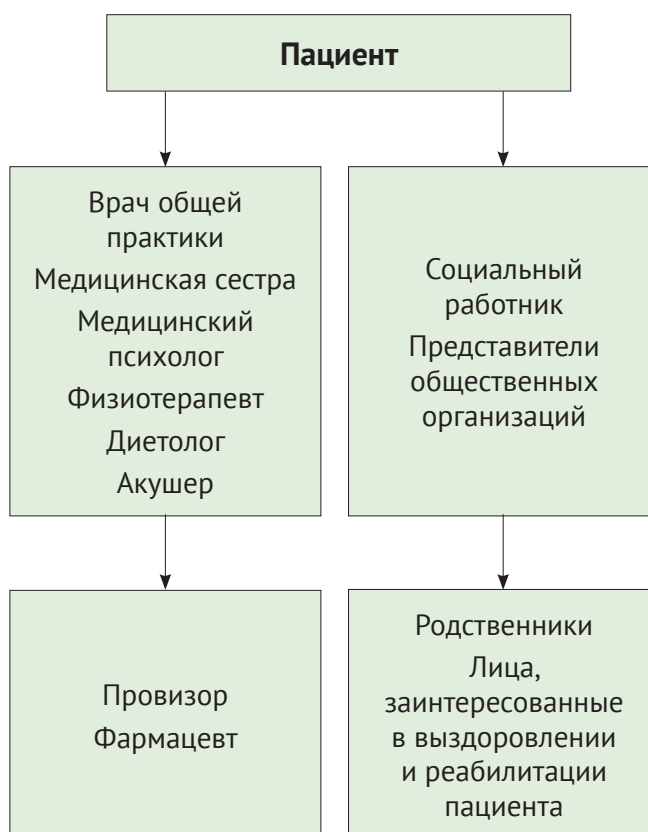 Пациент
Врач общей
практики
Медицинская сестра
Медицинский
психолог
Физиотерапевт
Диетолог
Акушер
Социальный
работник
Представители
общественных
организаций
Провизор
Фармацевт
Родственники
Лица,
заинтересованные
в выздоровлении
и реабилитации
пациента